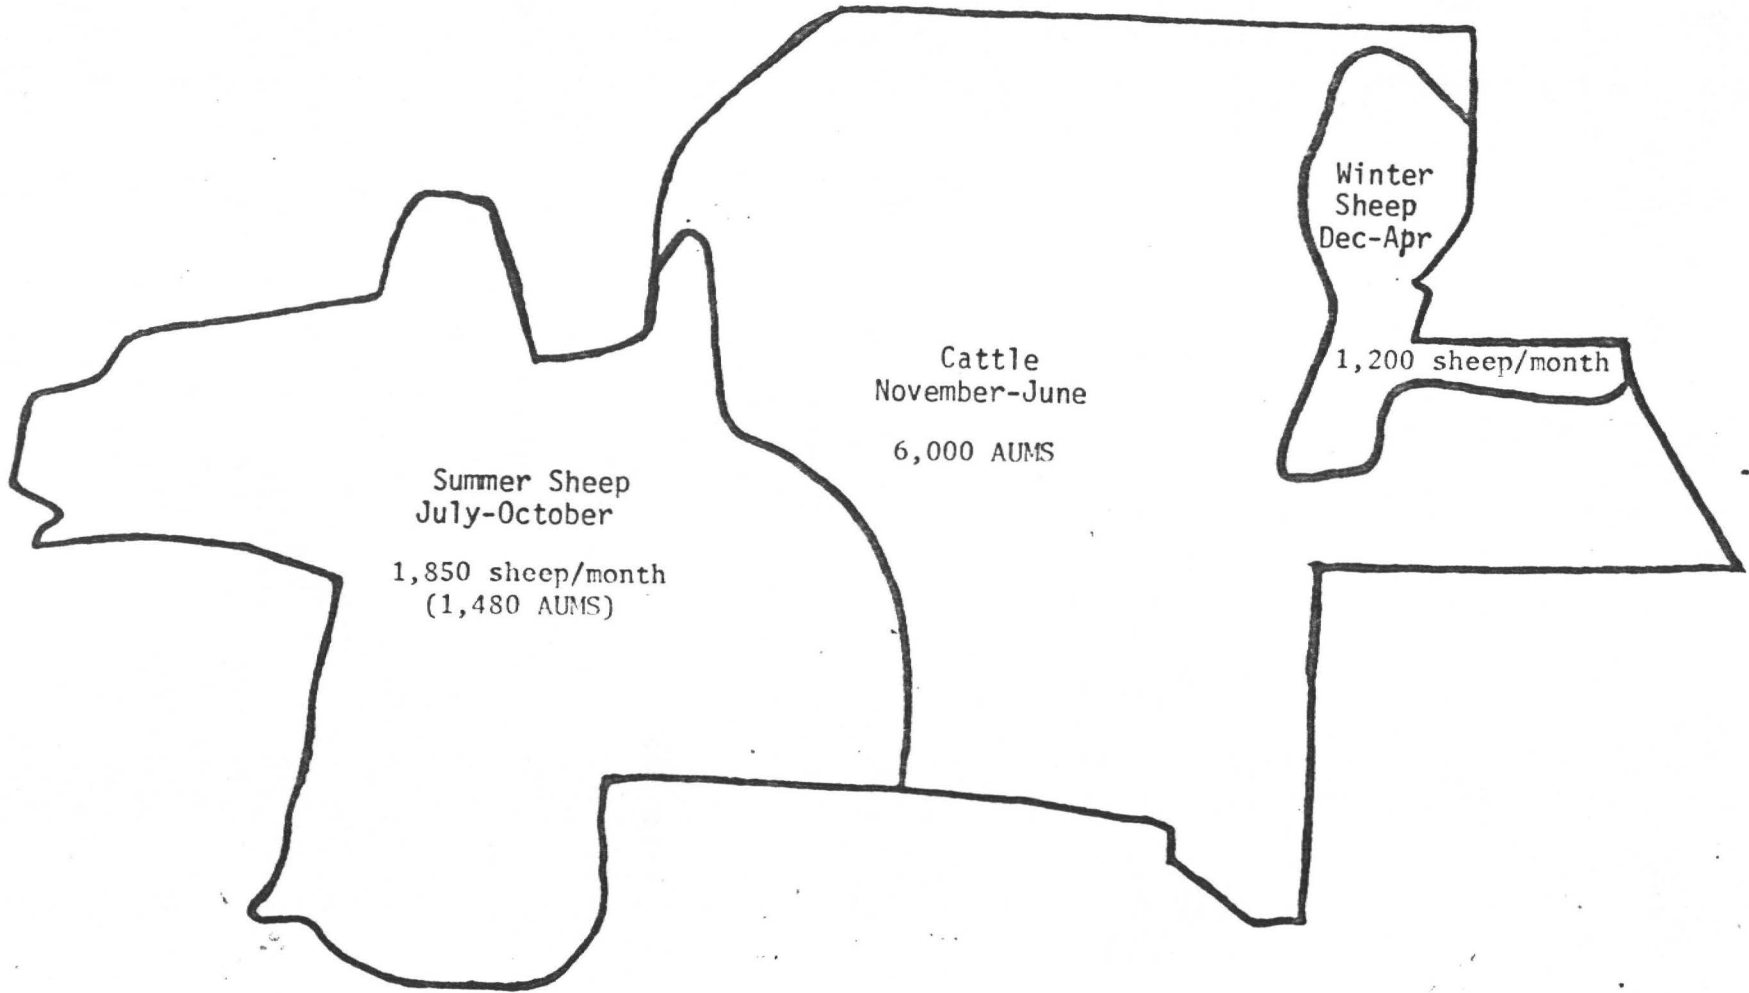 Winter
Sheep
Dec-Apr
1,200 sheep/month
Cattle
November-June
6,000 AUMS
Summer Sheep
July-October
1,850 sheep/month
(1,480 AUMS)